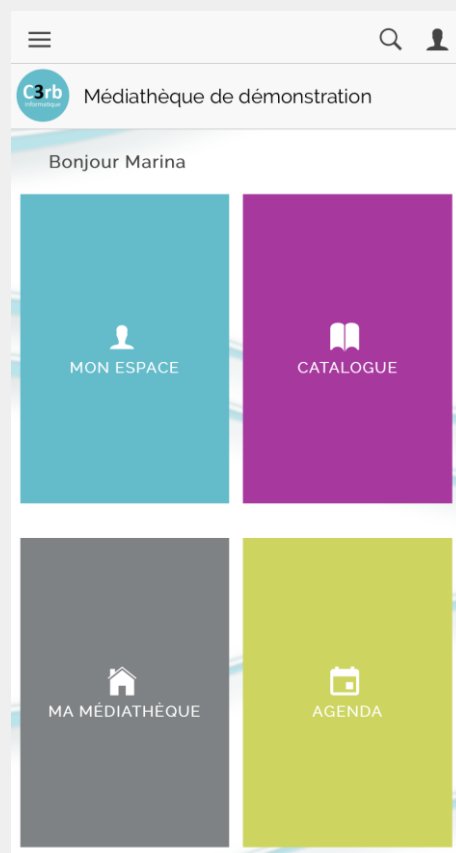 C3rb
informatique
Médiathèque de démonstration
Bonjour Marina
MON ESPACE
CATALOGUE
MA MÉDIATHÈQUE
AGENDA